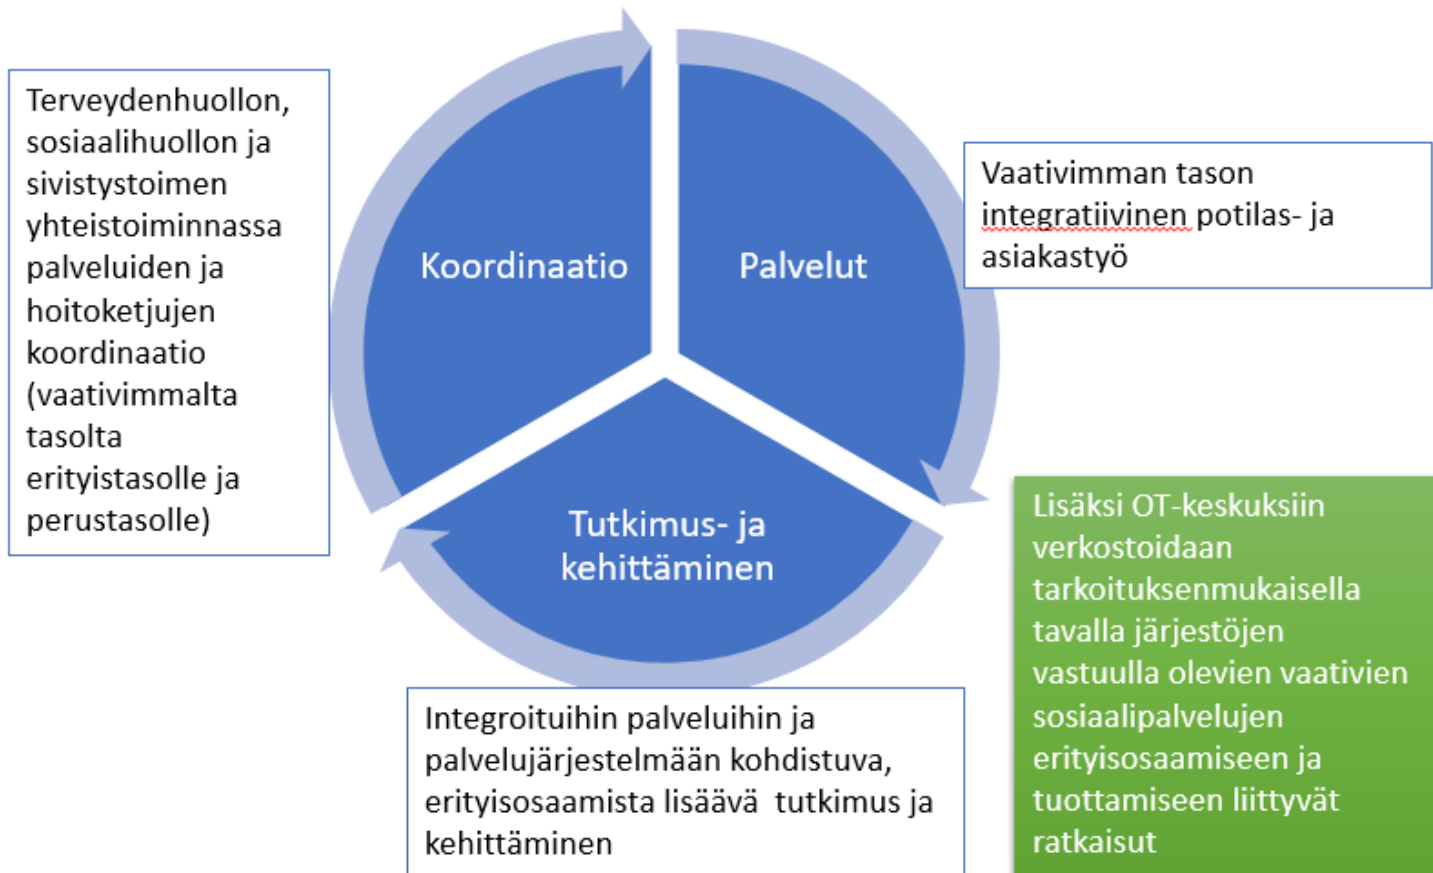 Terveydenhuollon,
sosiaalihuollon ja
sivistystoimen
yhteistoiminnassa
palveluiden ja
hoitoketjujen
koordinaatio
(vaativimmalta
tasolta
erityistasolle ja
perustasolle)
Koordinaatio
Palvelut
Vaativimman tason
integratiivinen potilas- ja
asiakastyö
Tutkimus- ja
kehittäminen
Integroituihin palveluihin ja
palvelujärjestelmään kohdistuva,
erityisosaamista lisäävä tutkimus ja
kehittäminen
Lisäksi OT-keskuksiin
verkostoidaan
tarkoituksenmukaisella
tavalla järjestöjen
vastuulla olevien vaativien
sosiaalipalvelujen
erityisosaamiseen ja
tuottamiseen liittyvät
ratkaisut